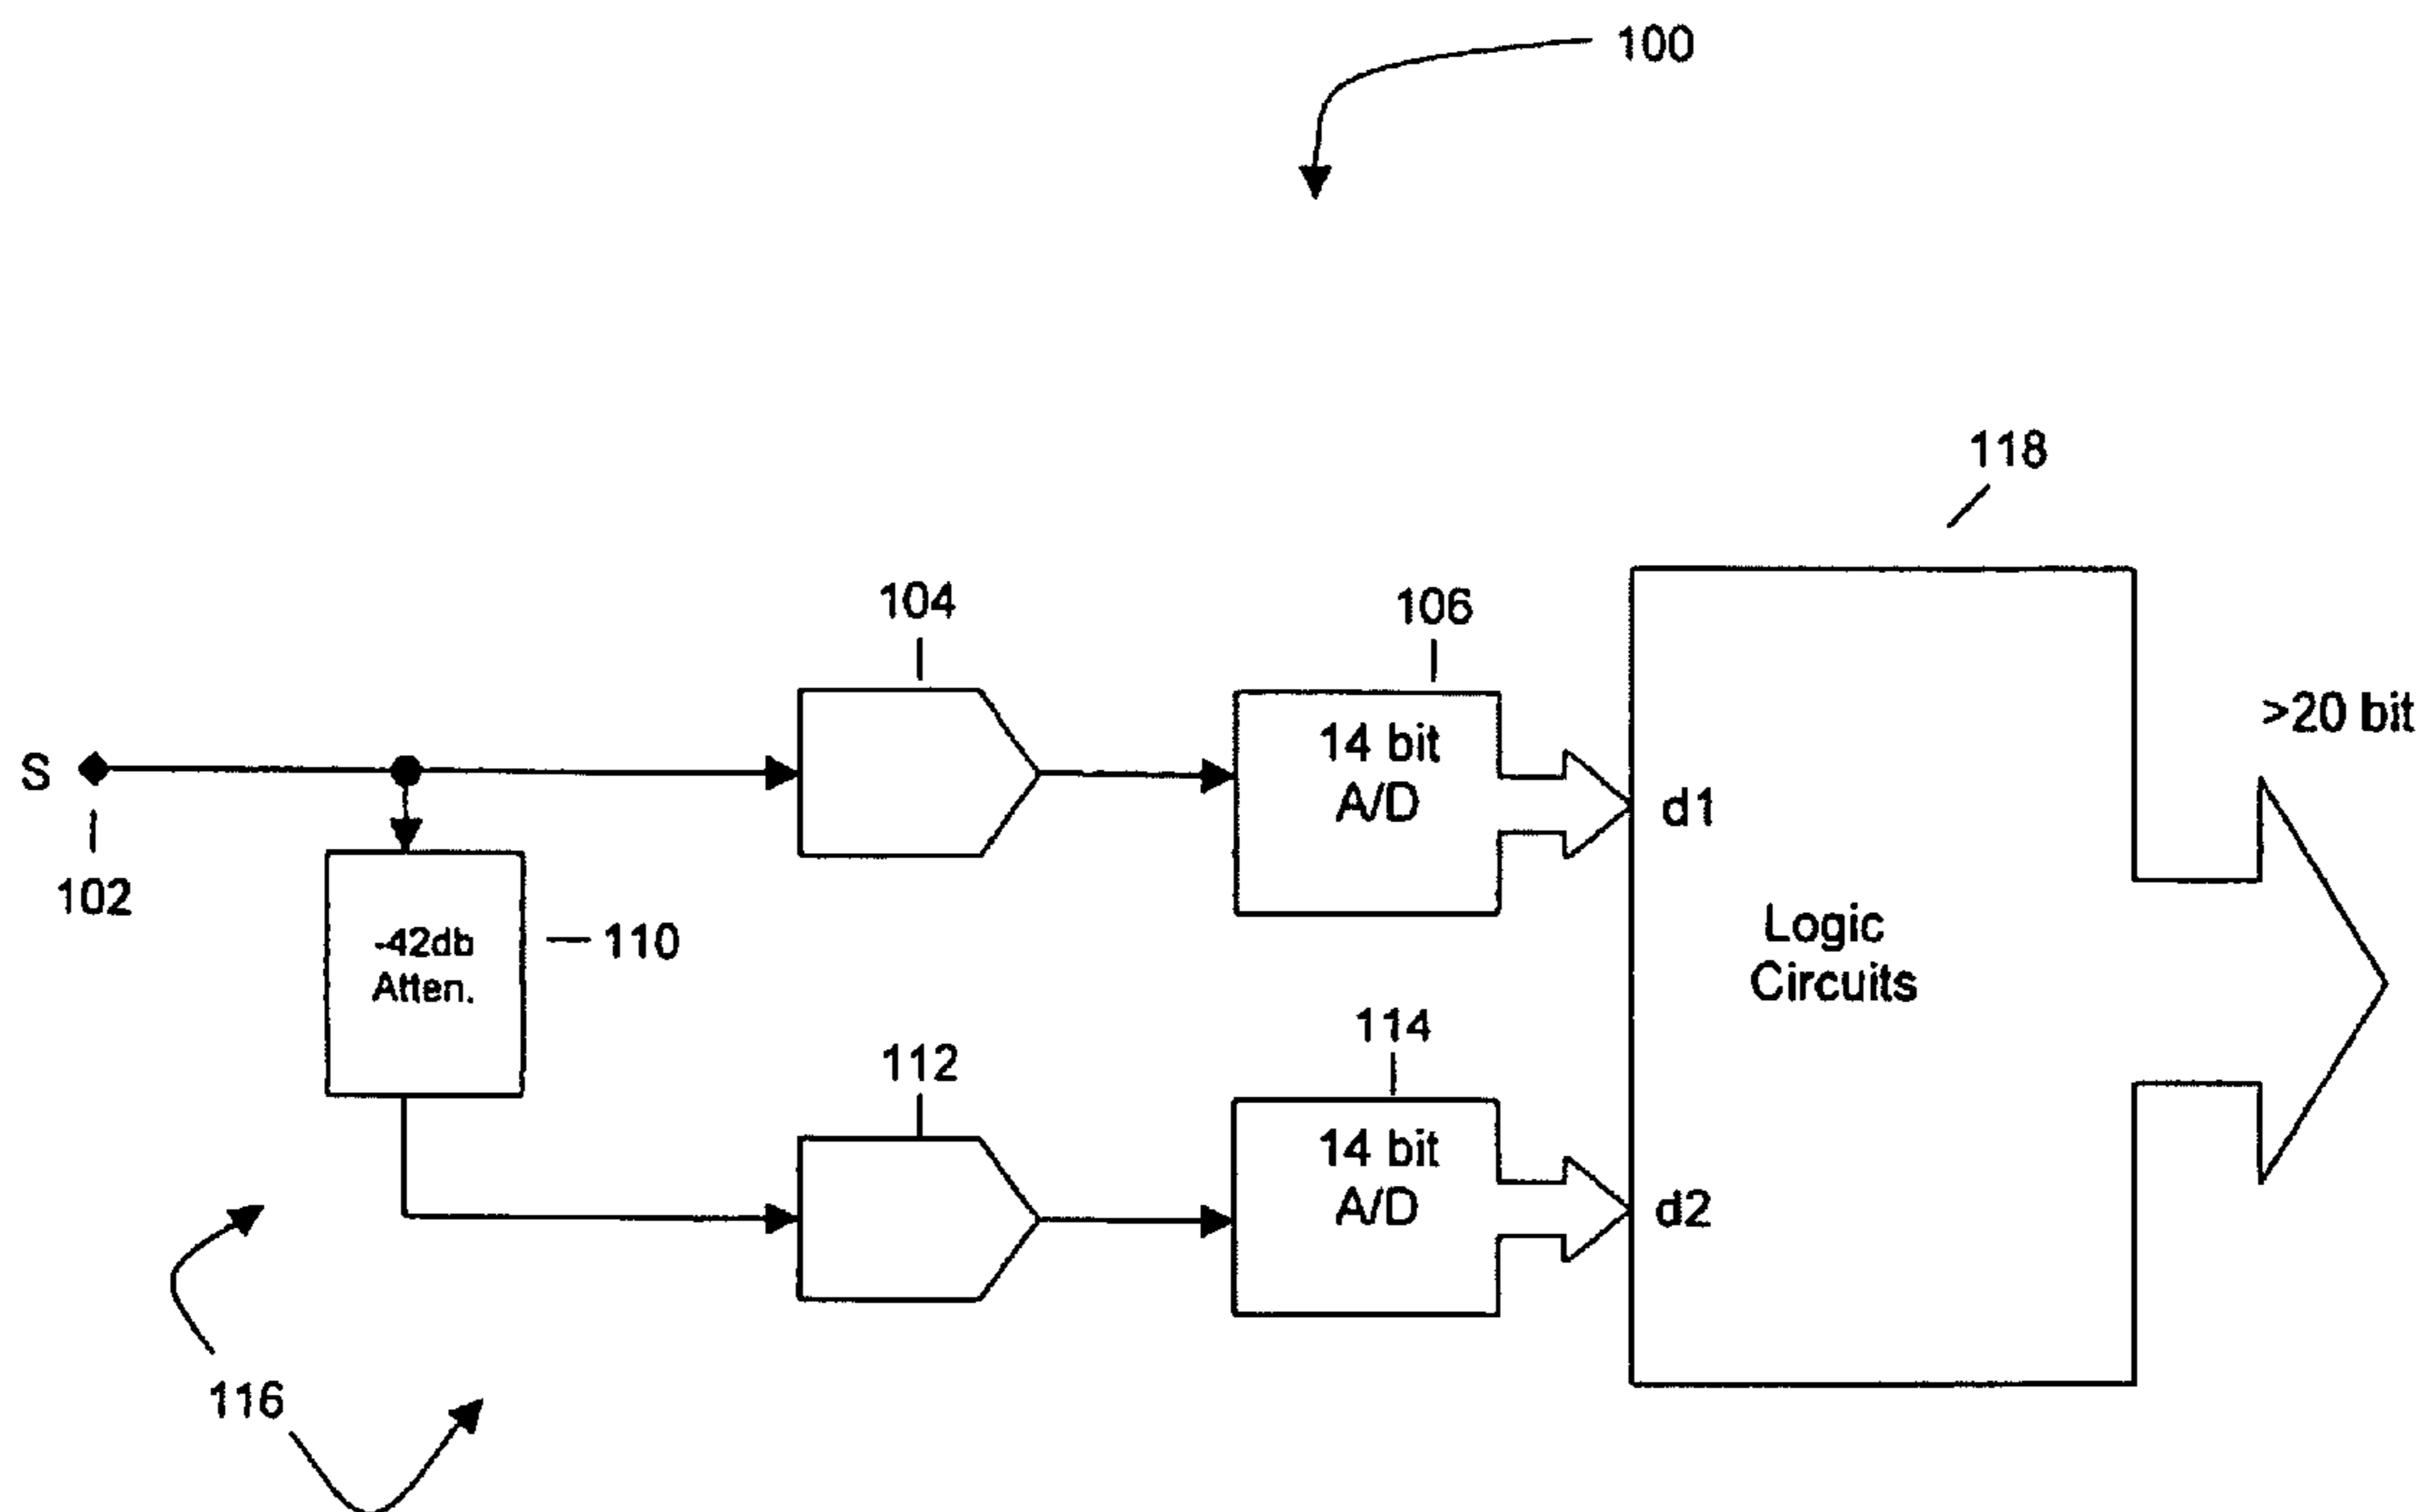 100
118
104
106
>20 bit
14 bit
A/D
S
d1
102
Logic
Circuits
-42db
Atten.
110
114
112
14 bit
A/D
d2
116